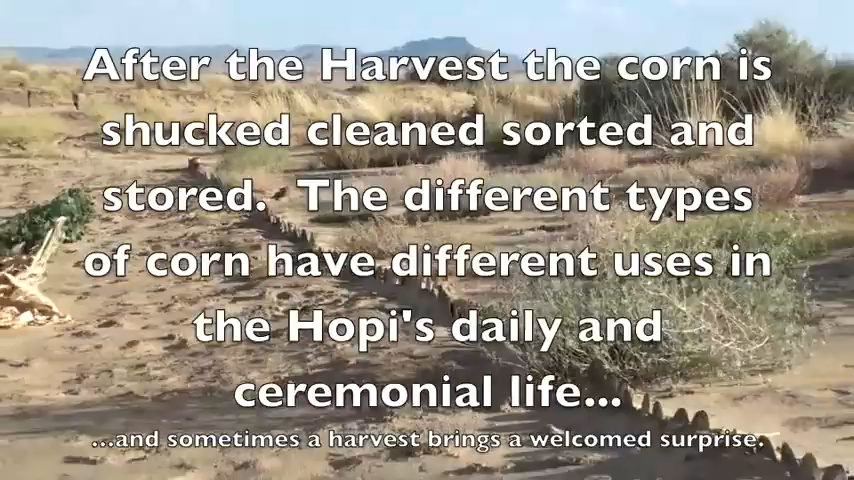 After the Harvest the corn is
shucked cleaned sorted and
stored.  The different types
of corn have different uses in
the Hopi's daily and
ceremonial life...
...and sometimes a harvest brings a welcomed surprise.